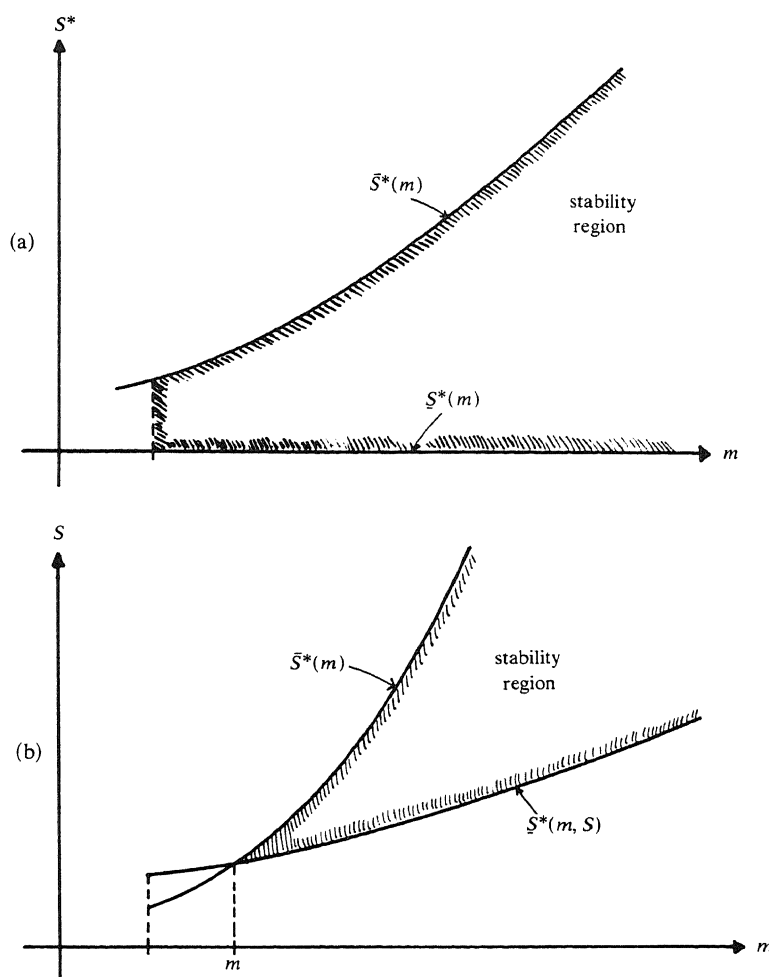 S*
S̄*(m)
stability
region
(a)
S̲*(m)
m
S
S̄*(m)
stability
region
(b)
S̲*(m, S)
m
m